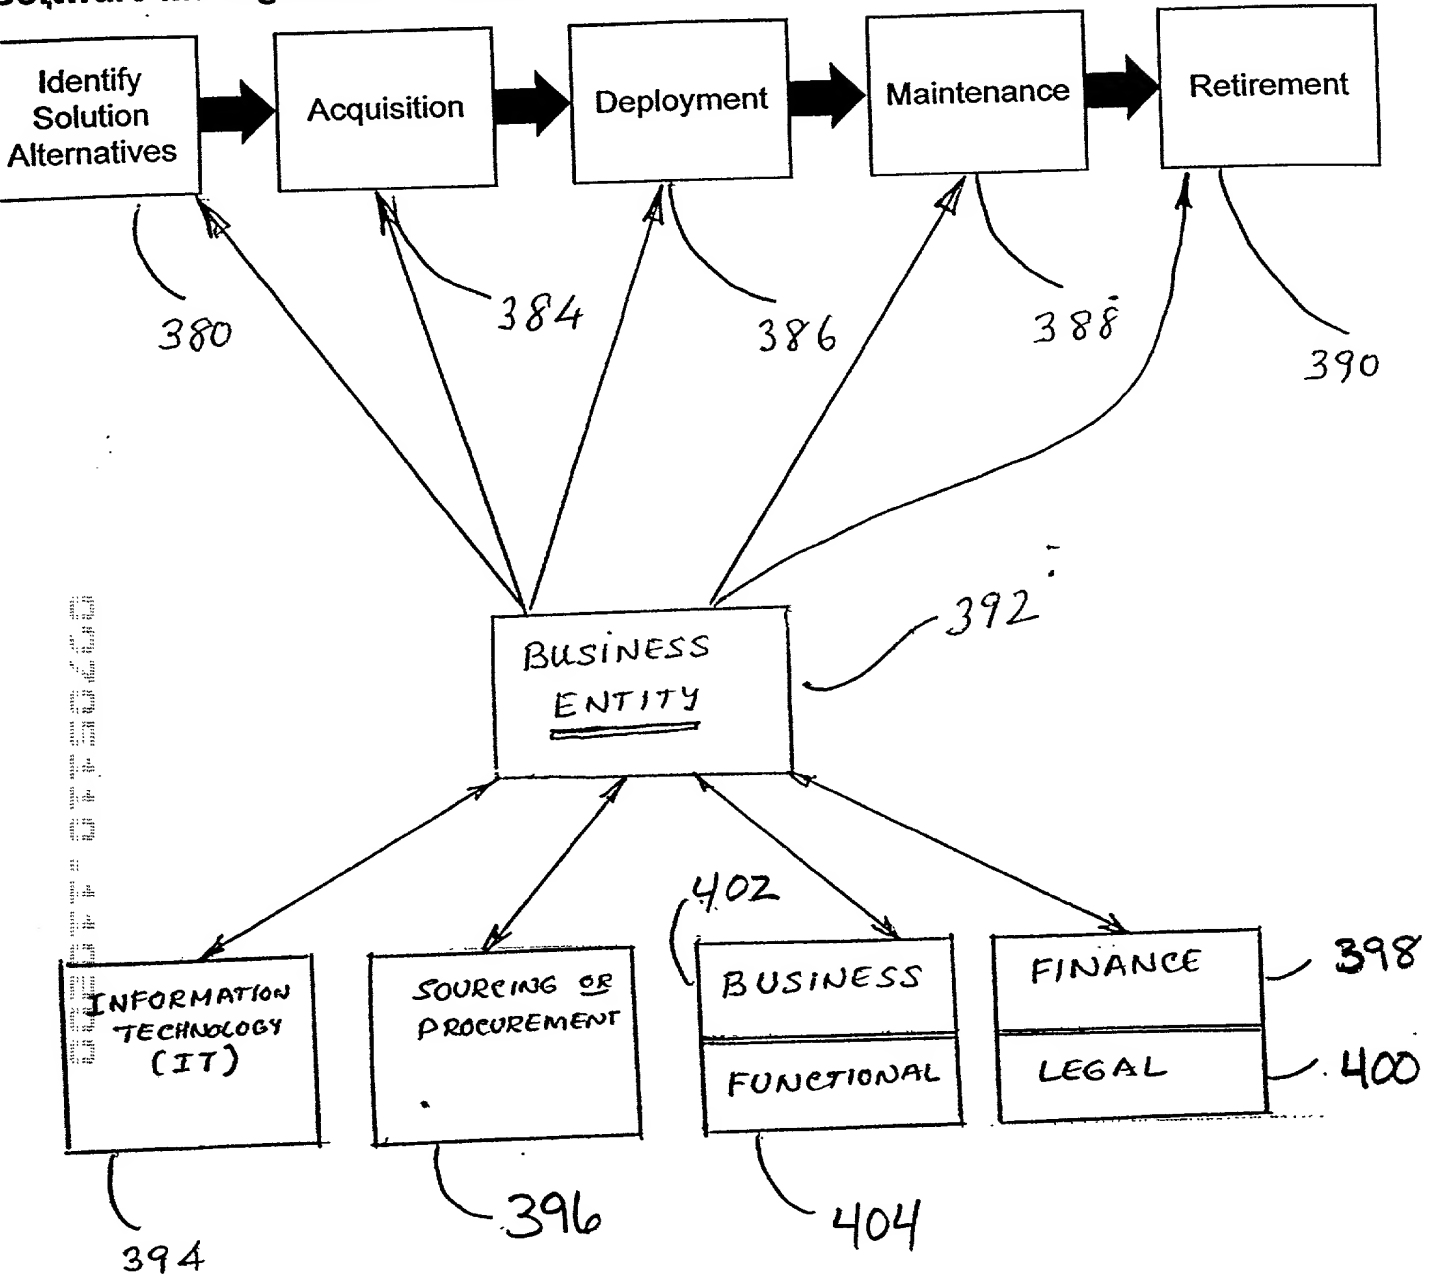 Identify
Solution
Alternatives
Acquisition
Deployment
Maintenance
Retirement
380
384
386
388
390
BUSINESS
ENTITY
392
402
INFORMATION
TECHNOLOGY
(IT)
SOURCING OR
PROCUREMENT
BUSINESS
FUNCTIONAL
FINANCE
LEGAL
398
400
394
396
404